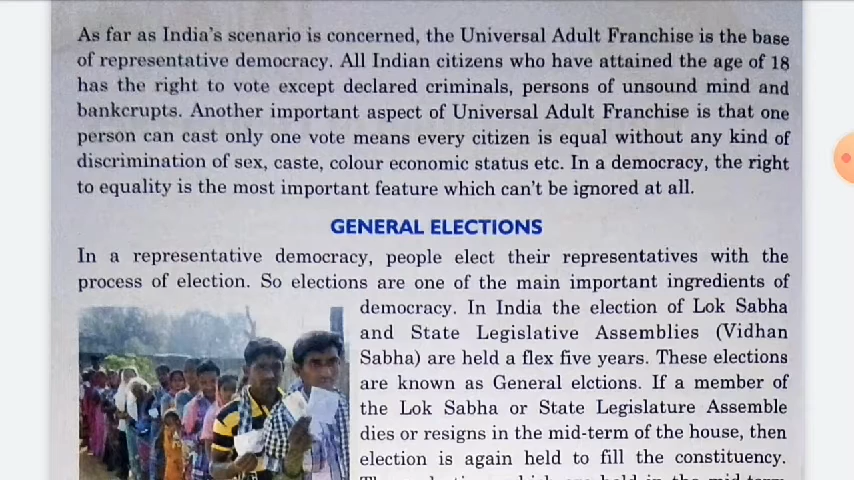 As far as India's scenario is concerned, the Universal Adult Franchise is the base
of representative democracy. All Indian citizens who have attained the age of 18
has the right to vote except declared criminals, persons of unsound mind and
bankcrupts. Another important aspect of Universal Adult Franchise is that one
person can cast only one vote means every citizen is equal without any kind of
discrimination of sex, caste, colour economic status etc. In a democracy, the right
to equality is the most important feature which can't be ignored at all.
GENERAL ELECTIONS
In a representative democracy, people elect their representatives with the
process of election. So elections are one of the main important ingredients of
democracy. In India the election of Lok Sabha
and State Legislative Assemblies (Vidhan
Sabha) are held a flex five years. These elections
are known as General elctions. If a member of
the Lok Sabha or State Legislature Assemble
dies or resigns in the mid-term of the house, then
election is again held to fill the constituency.